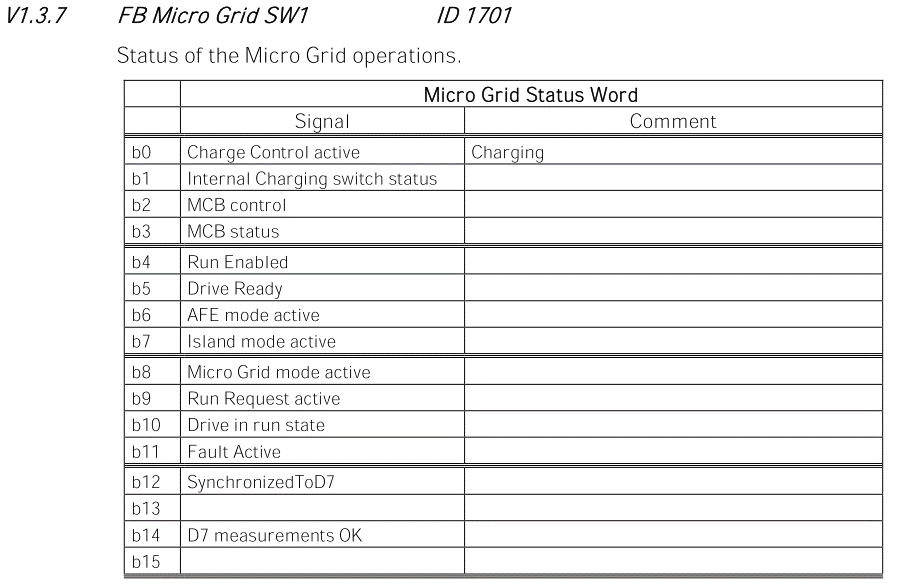 V1.3.7 FB Micro Grid SW1 ID 1701
Status of the Micro Grid operations.
Micro Grid Status Word
Signal Comment
b0 Charge Control active Charging
b1 Internal Charging switch status
b2 MCB control
b3 MCB status
b4 Run Enabled
b5 Drive Ready
b6 AFE mode active
b7 Island mode active
b8 Micro Grid mode active
b9 Run Request active
b10 Drive in run state
b11 Fault Active
b12 SynchronizedToD7
b13
b14 D7 measurements OK
b15